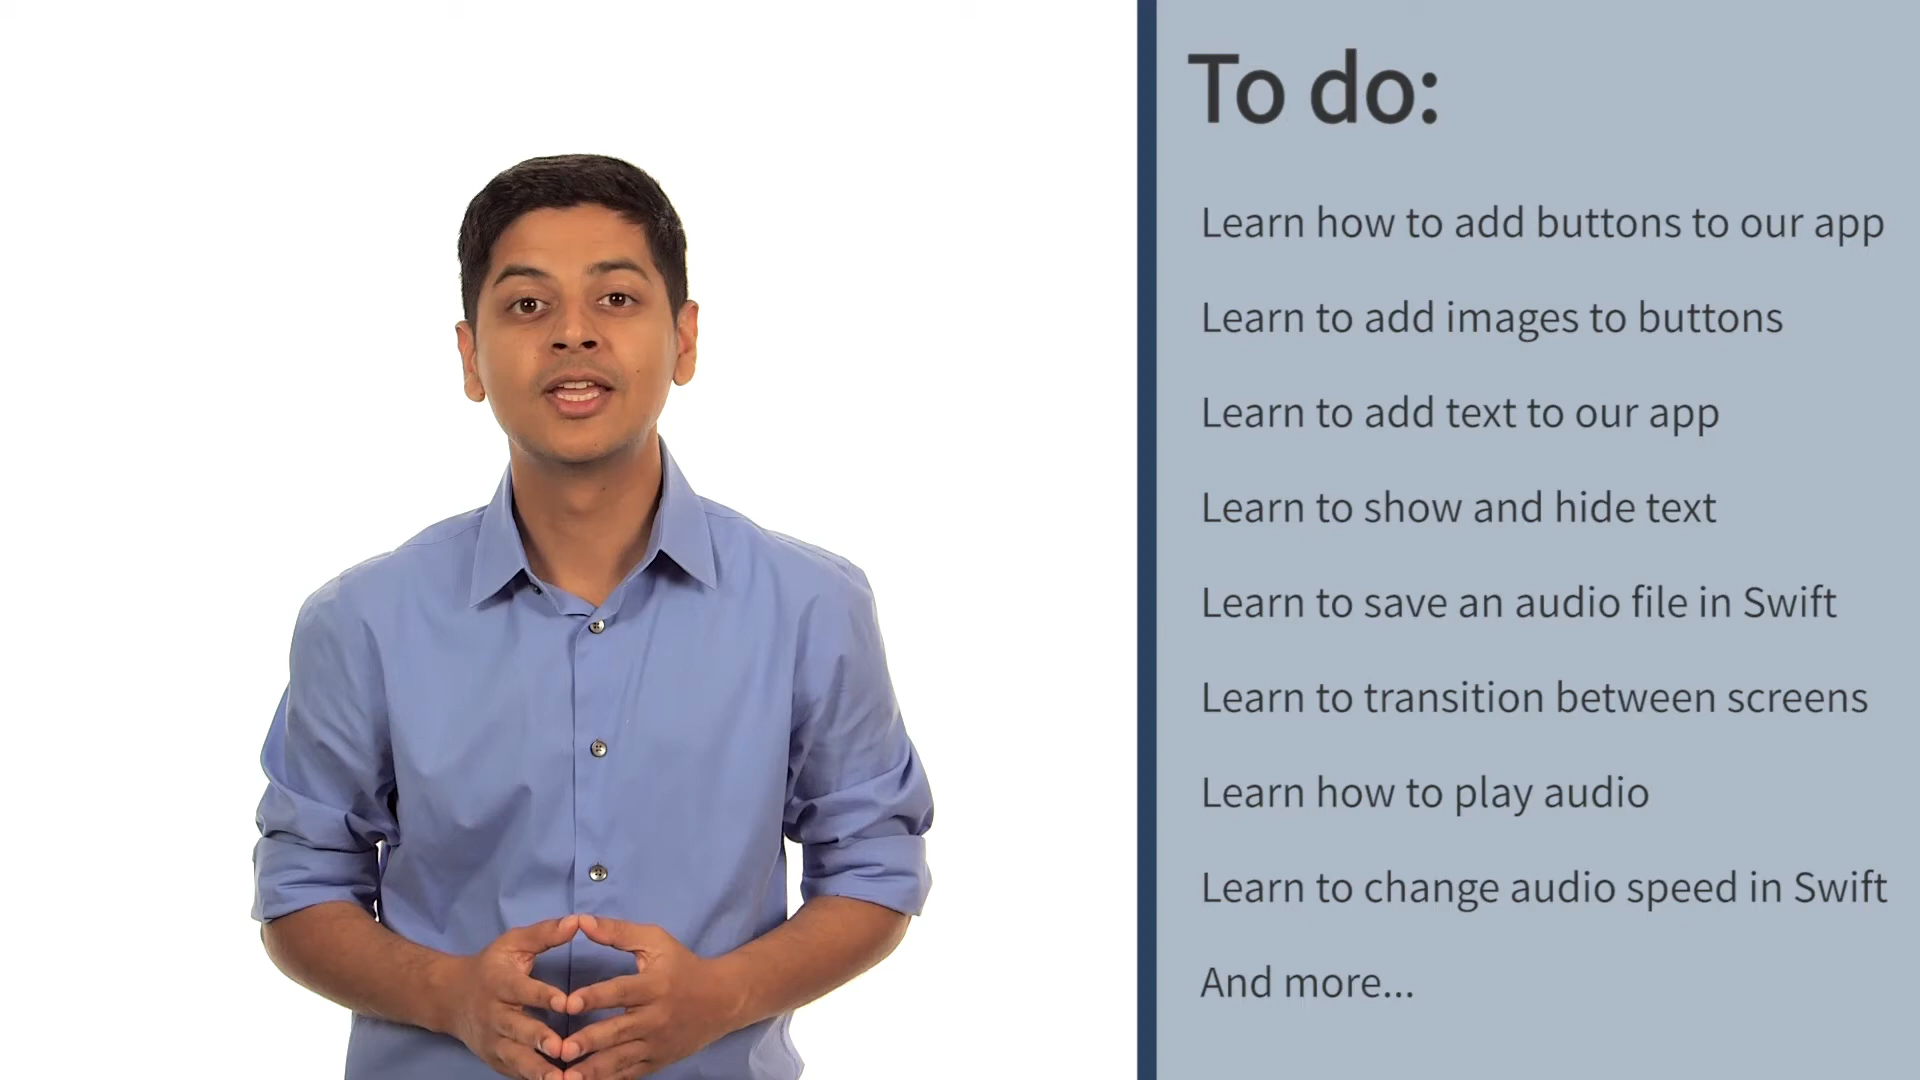 To do:
Learn how to add buttons to our app
Learn to add images to buttons
Learn to add text to our app
Learn to show and hide text
Learn to save an audio file in Swift
Learn to transition between screens
Learn how to play audio
Learn to change audio speed in Swift
And more...